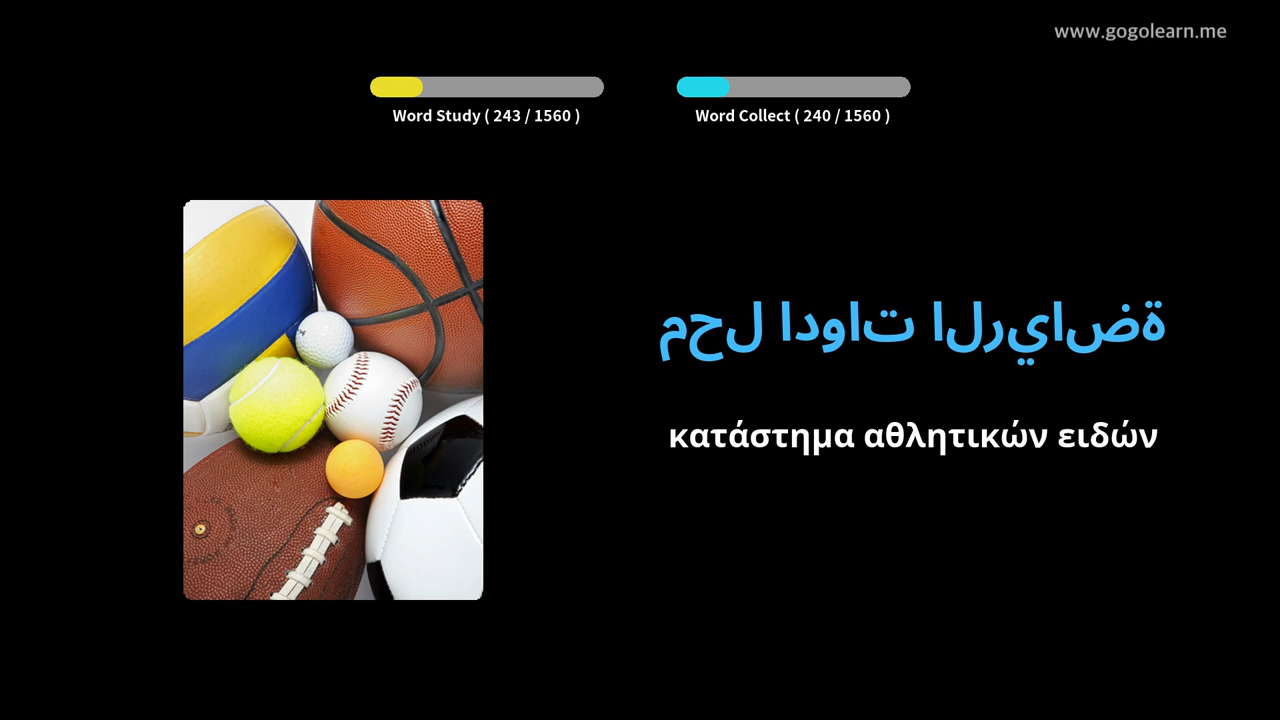 www.gogolearn.me
Word Study ( 243 / 1560 )
Word Collect ( 240 / 1560 )
محل ادوات الرياضة
κατάστημα αθλητικών ειδών